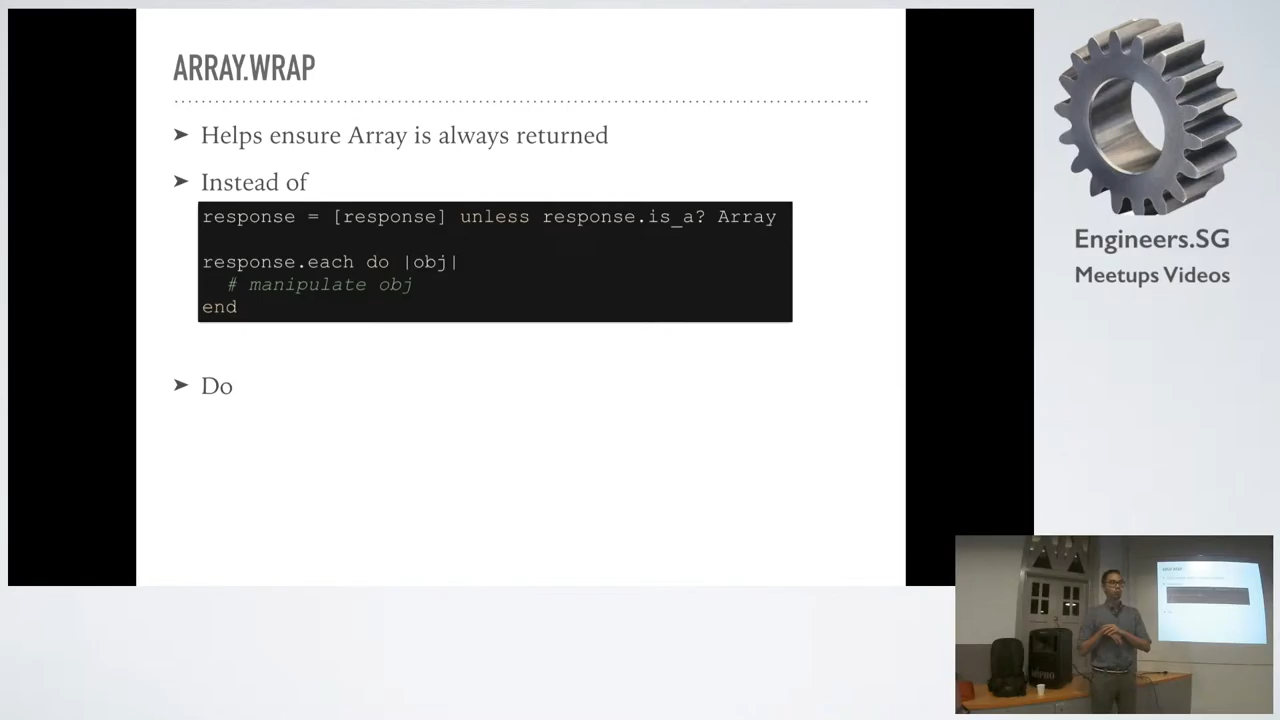 ARRAY.WRAP
➤ Helps ensure Array is always returned
➤ Instead of
response = [response] unless response.is_a? Array
response.each do |obj|
# manipulate obj
end
➤ Do
Engineers.SG
Meetups Videos